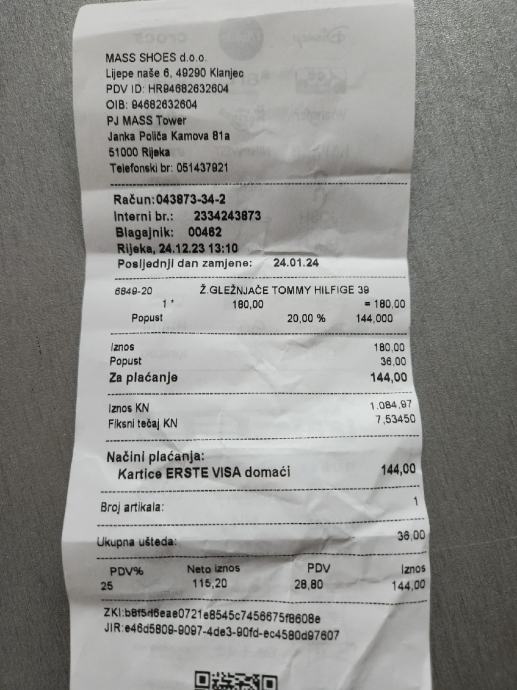 MASS SHOES d.o.o.
Lijepe naše 6, 49290 Klanjec
PDV ID: HR94682632604
OIB: 94682632604
PJ MASS Tower
Janka Poliča Kamova 81a
51000 Rijeka
Telefonski br: 051437921
Račun:043873-34-2
Interni br.: 2334243873
Blagajnik: 00462
Rijeka, 24.12.23 13:10
Posljednji dan zamjene: 24.01.24
6849-20 Ž.GLEŽNJAČE TOMMY HILFIGE 39
1 * 180,00 = 180,00
Popust 20,00 % 144,000
Iznos 180,00
Popust 36,00
Za plaćanje 144,00
Iznos KN 1.084,97
Fiksni tečaj KN 7,53450
Načini plaćanja:
Kartice ERSTE VISA domaći 144,00
Broj artikala: 1
Ukupna ušteda: 36,00
PDV% Neto iznos PDV Iznos
25 115,20 28,80 144,00
ZKI:b8f5d6eae0721e8545c7456675f8608e
JIR:e46d5809-9097-4de3-90fd-ec4580d97607